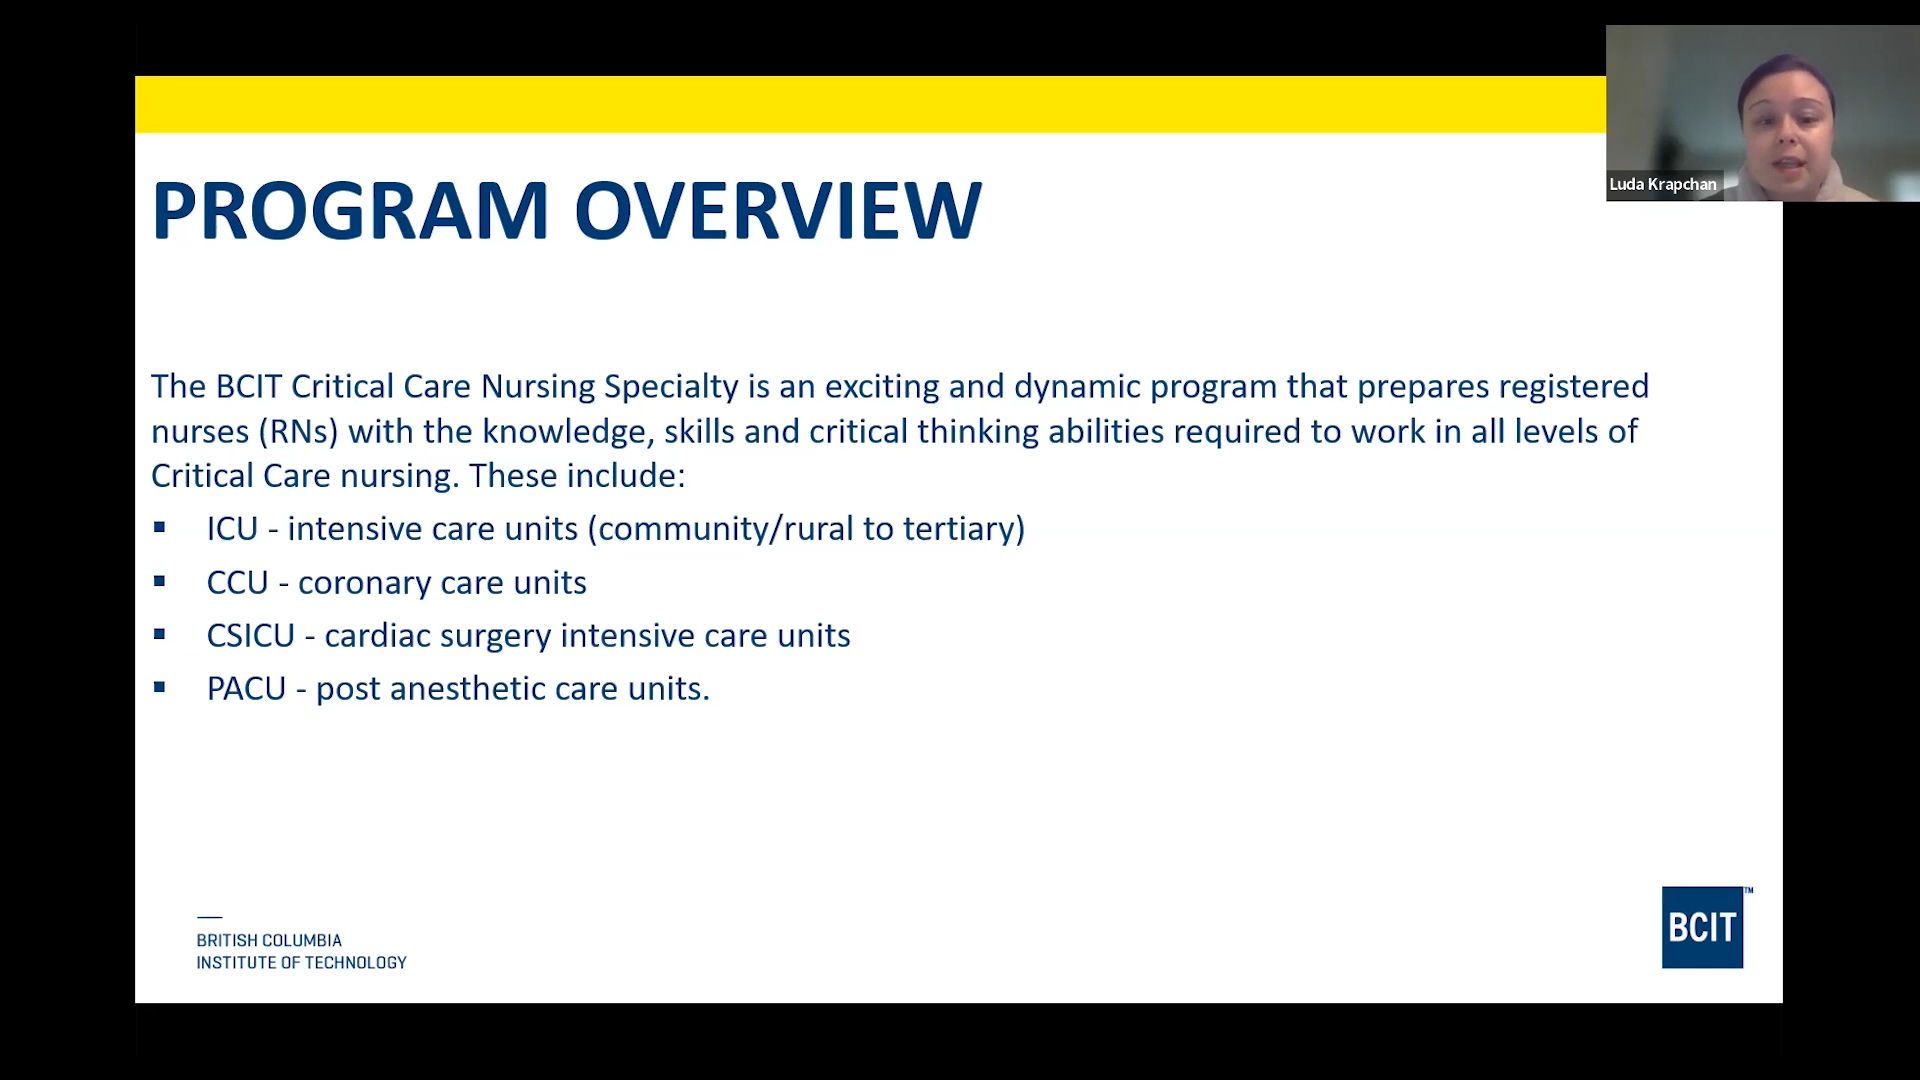 Luda Krapchan
PROGRAM OVERVIEW
The BCIT Critical Care Nursing Specialty is an exciting and dynamic program that prepares registered
nurses (RNs) with the knowledge, skills and critical thinking abilities required to work in all levels of
Critical Care nursing. These include:
▪ ICU - intensive care units (community/rural to tertiary)
▪ CCU - coronary care units
▪ CSICU - cardiac surgery intensive care units
▪ PACU - post anesthetic care units.
BRITISH COLUMBIA
INSTITUTE OF TECHNOLOGY
BCIT™